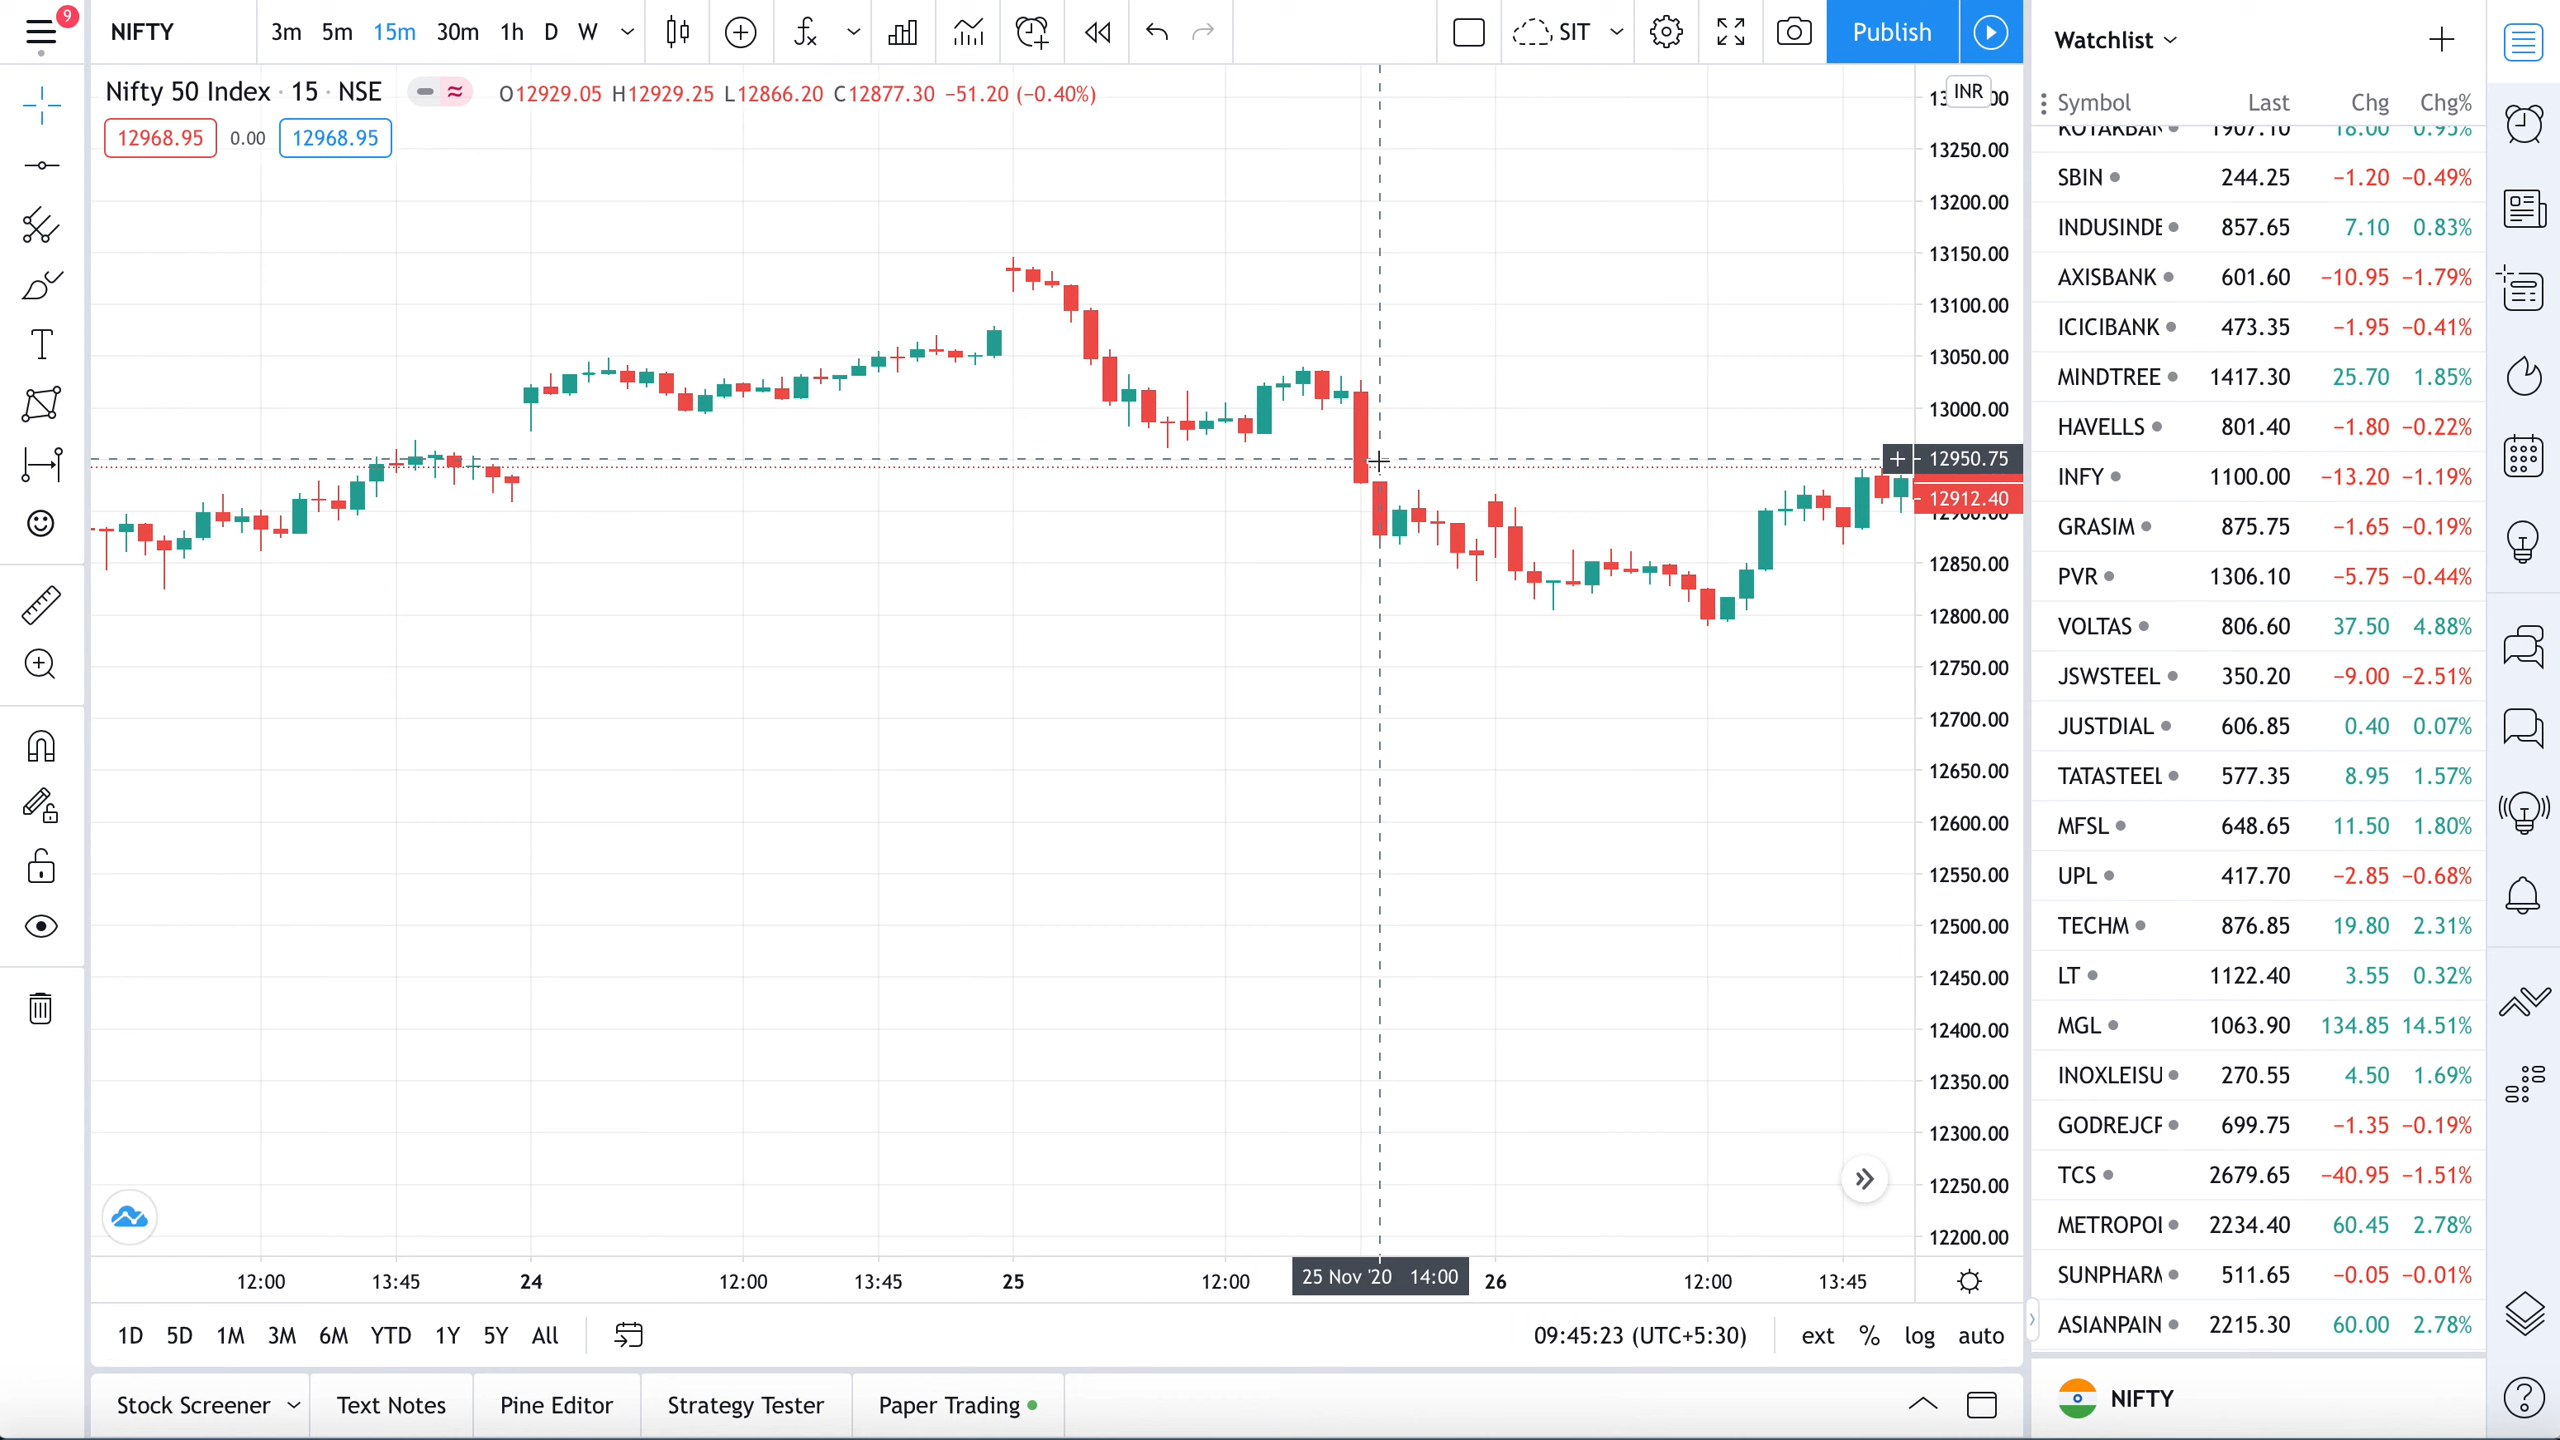 9
NIFTY 3m 5m 15m 30m 1h D W fx SIT Publish
Nifty 50 Index · 15 · NSE O12929.05 H12929.25 L12866.20 C12877.30 −51.20 (−0.40%)
12968.95 0.00 12968.95
INR
13250.00
13200.00
13150.00
13100.00
13050.00
13000.00
12950.75
12912.40
12900.00
12850.00
12800.00
12750.00
12700.00
12650.00
12600.00
12550.00
12500.00
12450.00
12400.00
12350.00
12300.00
12250.00
12200.00
12:00 13:45 24 12:00 13:45 25 12:00 25 Nov '20 14:00 26 12:00 13:45
1D 5D 1M 3M 6M YTD 1Y 5Y All 09:45:23 (UTC+5:30) ext % log auto
Stock Screener Text Notes Pine Editor Strategy Tester Paper Trading
Watchlist
Symbol Last Chg Chg%
KOTAKBAN 1907.10 18.00 0.95%
SBIN 244.25 −1.20 −0.49%
INDUSINDE 857.65 7.10 0.83%
AXISBANK 601.60 −10.95 −1.79%
ICICIBANK 473.35 −1.95 −0.41%
MINDTREE 1417.30 25.70 1.85%
HAVELLS 801.40 −1.80 −0.22%
INFY 1100.00 −13.20 −1.19%
GRASIM 875.75 −1.65 −0.19%
PVR 1306.10 −5.75 −0.44%
VOLTAS 806.60 37.50 4.88%
JSWSTEEL 350.20 −9.00 −2.51%
JUSTDIAL 606.85 0.40 0.07%
TATASTEEL 577.35 8.95 1.57%
MFSL 648.65 11.50 1.80%
UPL 417.70 −2.85 −0.68%
TECHM 876.85 19.80 2.31%
LT 1122.40 3.55 0.32%
MGL 1063.90 134.85 14.51%
INOXLEISU 270.55 4.50 1.69%
GODREJCP 699.75 −1.35 −0.19%
TCS 2679.65 −40.95 −1.51%
METROPOL 2234.40 60.45 2.78%
SUNPHARM 511.65 −0.05 −0.01%
ASIANPAIN 2215.30 60.00 2.78%
NIFTY